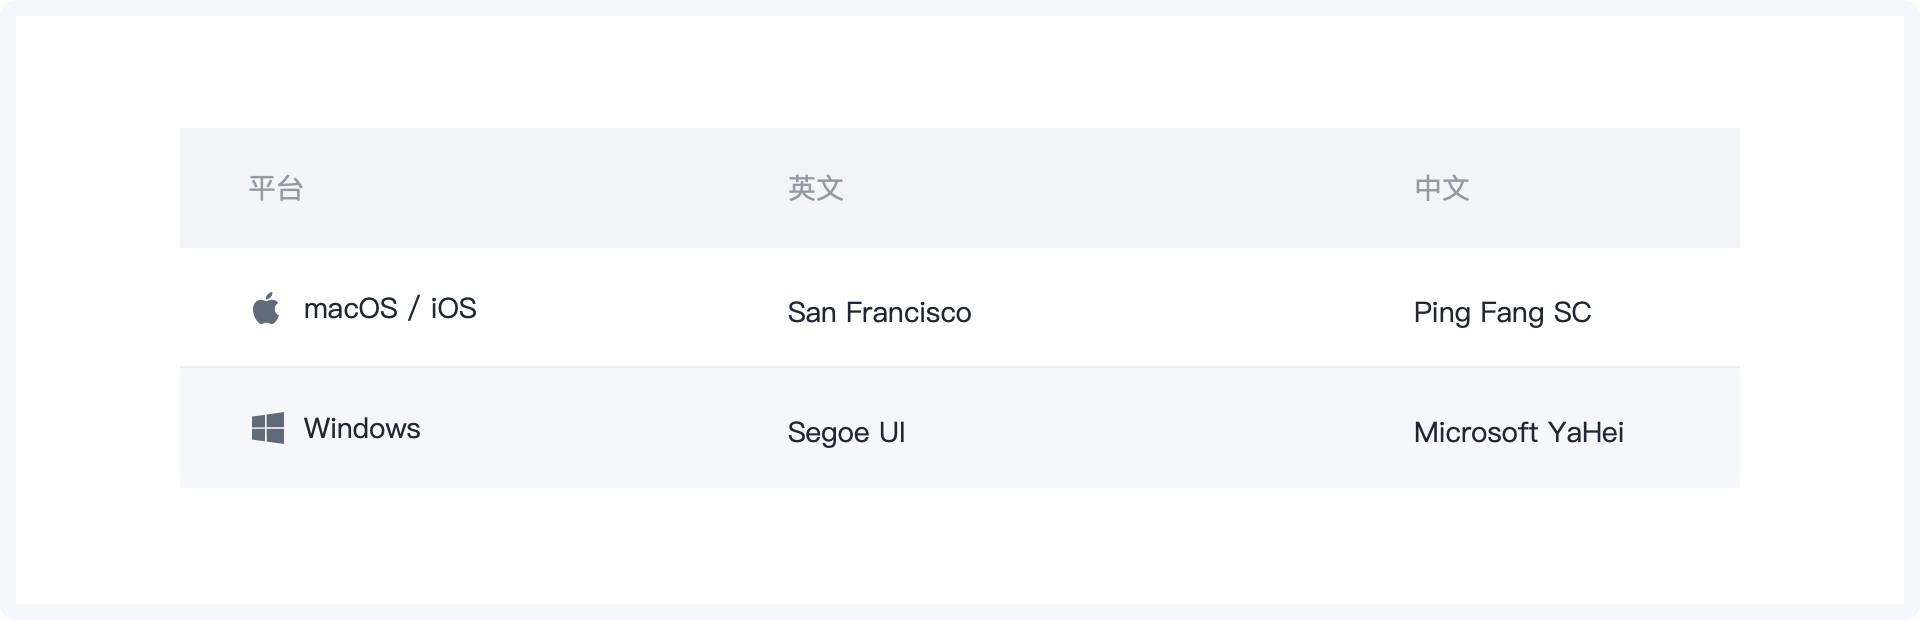 平台 英文 中文
macOS / iOS San Francisco Ping Fang SC
Windows Segoe UI Microsoft YaHei